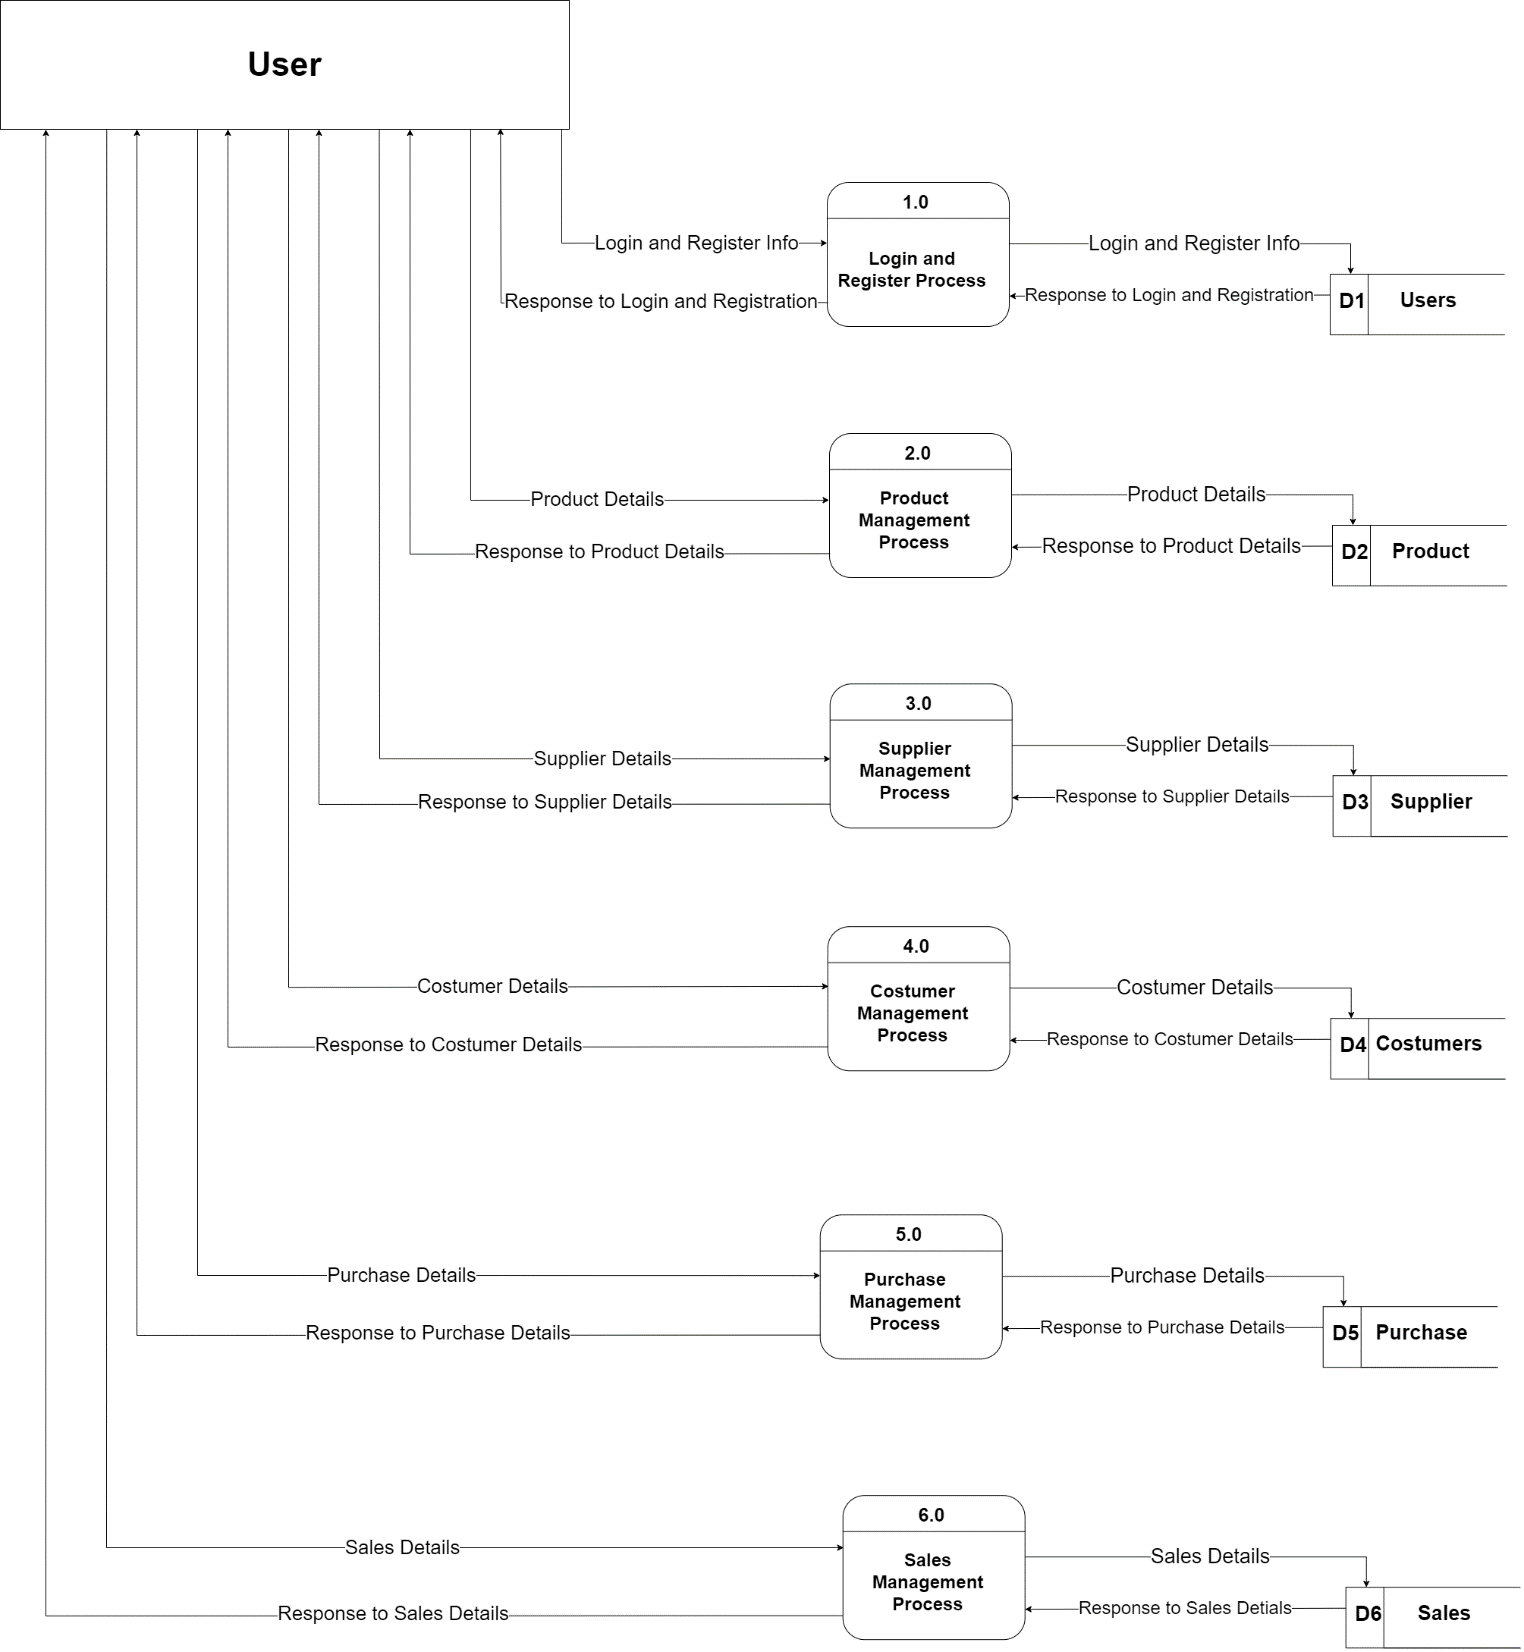 User
1.0
Login and Register Info
Login and
Register Process
Login and Register Info
Response to Login and Registration
Response to Login and Registration
D1
Users
2.0
Product Details
Product
Management
Process
Product Details
Response to Product Details
Response to Product Details
D2
Product
3.0
Supplier Details
Supplier
Management
Process
Supplier Details
Response to Supplier Details
Response to Supplier Details
D3
Supplier
4.0
Costumer Details
Costumer
Management
Process
Costumer Details
Response to Costumer Details
Response to Costumer Details
D4
Costumers
5.0
Purchase Details
Purchase
Management
Process
Purchase Details
Response to Purchase Details
Response to Purchase Details
D5
Purchase
6.0
Sales Details
Sales
Management
Process
Sales Details
Response to Sales Details
Response to Sales Detials
D6
Sales